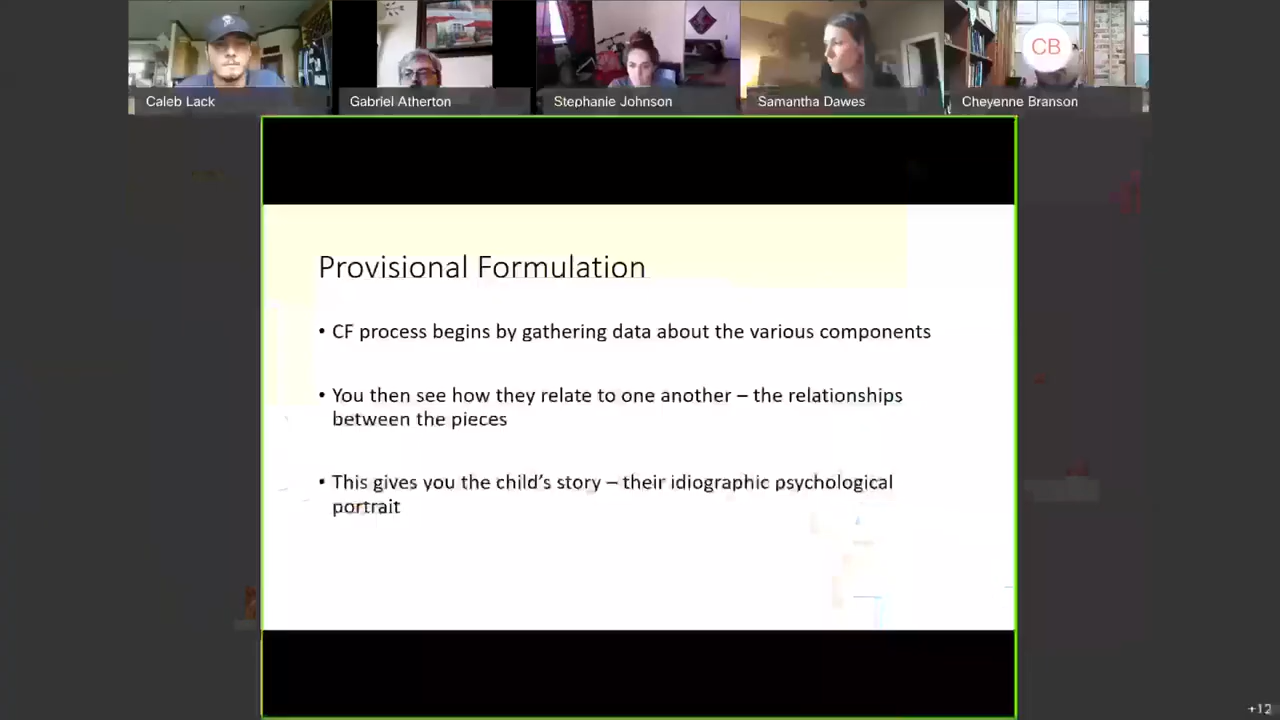 Caleb Lack
Gabriel Atherton
Stephanie Johnson
Samantha Dawes
CB
Cheyenne Branson
Provisional Formulation
• CF process begins by gathering data about the various components
• You then see how they relate to one another – the relationships
between the pieces
• This gives you the child’s story – their idiographic psychological
portrait
+12